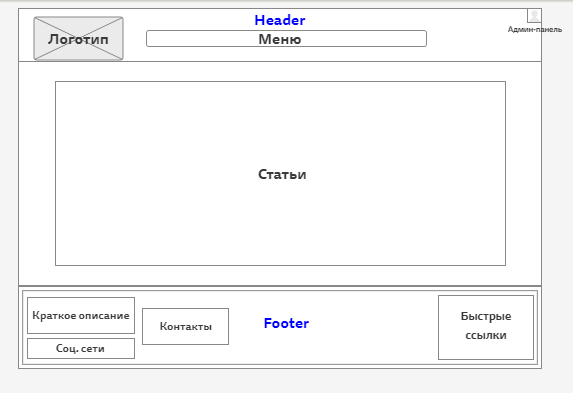 Header
Логотип
Меню
Админ-панель
Статьи
Краткое описание
Контакты
Соц. сети
Footer
Быстрые
ссылки